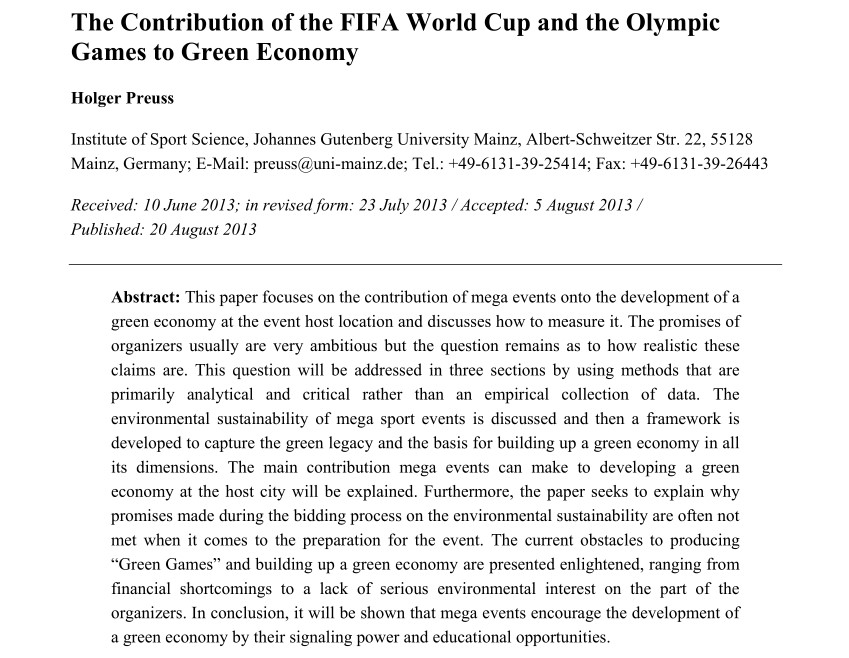 The Contribution of the FIFA World Cup and the Olympic
Games to Green Economy
Holger Preuss
Institute of Sport Science, Johannes Gutenberg University Mainz, Albert-Schweitzer Str. 22, 55128
Mainz, Germany; E-Mail: preuss@uni-mainz.de; Tel.: +49-6131-39-25414; Fax: +49-6131-39-26443
Received: 10 June 2013; in revised form: 23 July 2013 / Accepted: 5 August 2013 /
Published: 20 August 2013
Abstract: This paper focuses on the contribution of mega events onto the development of a
green economy at the event host location and discusses how to measure it. The promises of
organizers usually are very ambitious but the question remains as to how realistic these
claims are. This question will be addressed in three sections by using methods that are
primarily analytical and critical rather than an empirical collection of data. The
environmental sustainability of mega sport events is discussed and then a framework is
developed to capture the green legacy and the basis for building up a green economy in all
its dimensions. The main contribution mega events can make to developing a green
economy at the host city will be explained. Furthermore, the paper seeks to explain why
promises made during the bidding process on the environmental sustainability are often not
met when it comes to the preparation for the event. The current obstacles to producing
“Green Games” and building up a green economy are presented enlightened, ranging from
financial shortcomings to a lack of serious environmental interest on the part of the
organizers. In conclusion, it will be shown that mega events encourage the development of
a green economy by their signaling power and educational opportunities.